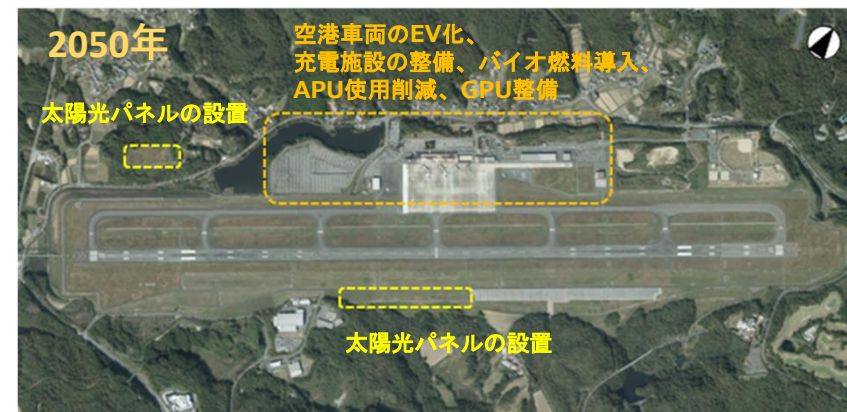 2050年
空港車両のEV化、
充電施設の整備、バイオ燃料導入、
APU使用削減、GPU整備
太陽光パネルの設置
太陽光パネルの設置